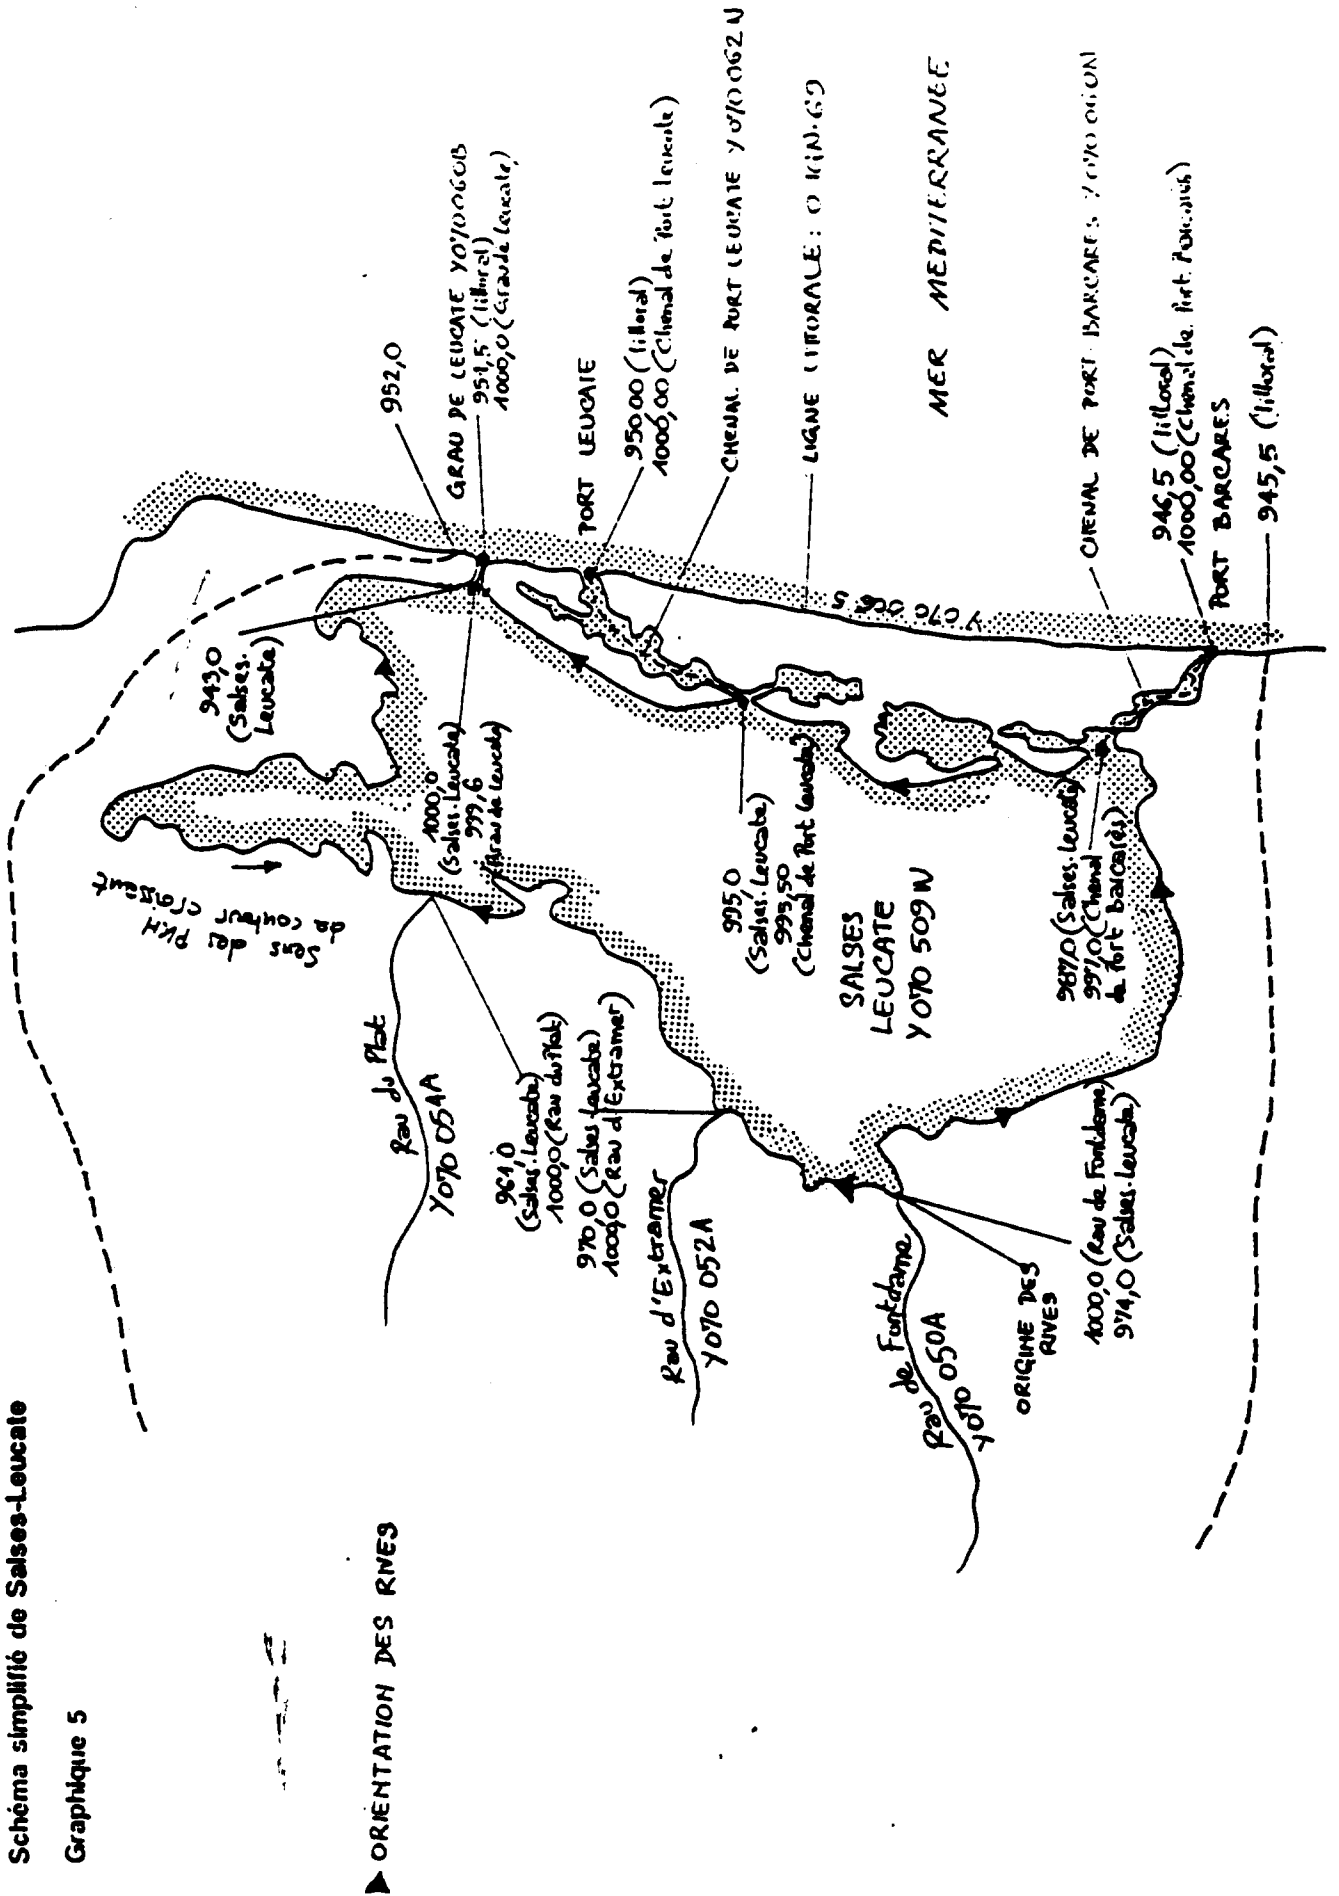 Schéma simplifié de Salses-Leucate
Graphique 5
▶ ORIENTATION DES RIVES
943,0
(Salses.
Leucate)
Sens des PKH
de contour croissant
952,0
GRAU DE LEUCATE Y070060B
951,5 (littoral)
1000,0 (Grau de Leucate)
1000,0
(Salses.Leucate)
999,6
(Grau de Leucate)
PORT LEUCATE
95000 (littoral)
1000,00 (Chenal de Port Leucate)
CHENAL DE PORT LEUCATE Y070062N
Rau du Plat
Y070 054A
961,0
(Salses.Leucate)
1000,0 (Rau du Plat)
970,0 (Salses.Leucate)
1000,0 (Rau d'Extramer)
Rau d'Extramer
Y070 052A
995,0
(Salses.Leucate)
993,50
(Chenal de Port Leucate)
LIGNE LITTORALE :
SALSES
LEUCATE
Y070 509 IN
MER MEDITERRANEE
Rau de Fontdame
Y070 050A
ORIGINE DES
RIVES
1000,0 (Rau de Fontdame)
974,0 (Salses.Leucate)
987,0 (Salses.Leucate)
997,0 (Chenal
de Port barcarès)
CHENAL DE PORT BARCARES
946,5 (littoral)
1000,00 (Chenal de Port Barcarès)
PORT BARCARES
945,5 (littoral)